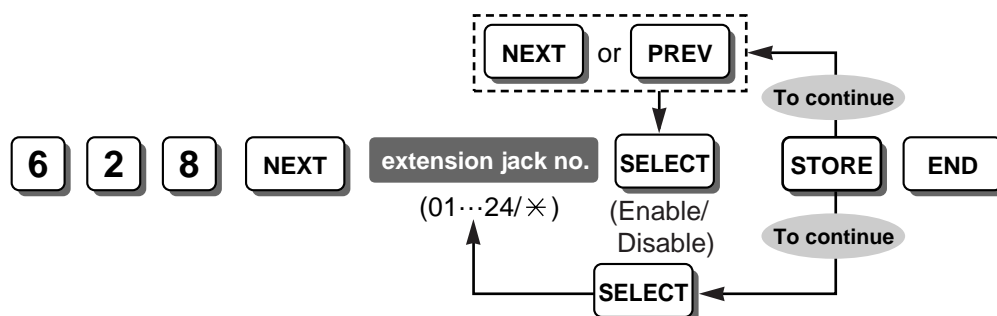 NEXT or PREV
To continue
6 2 8 NEXT extension jack no. SELECT STORE END
(01···24/✳)
(Enable/
Disable)
To continue
SELECT